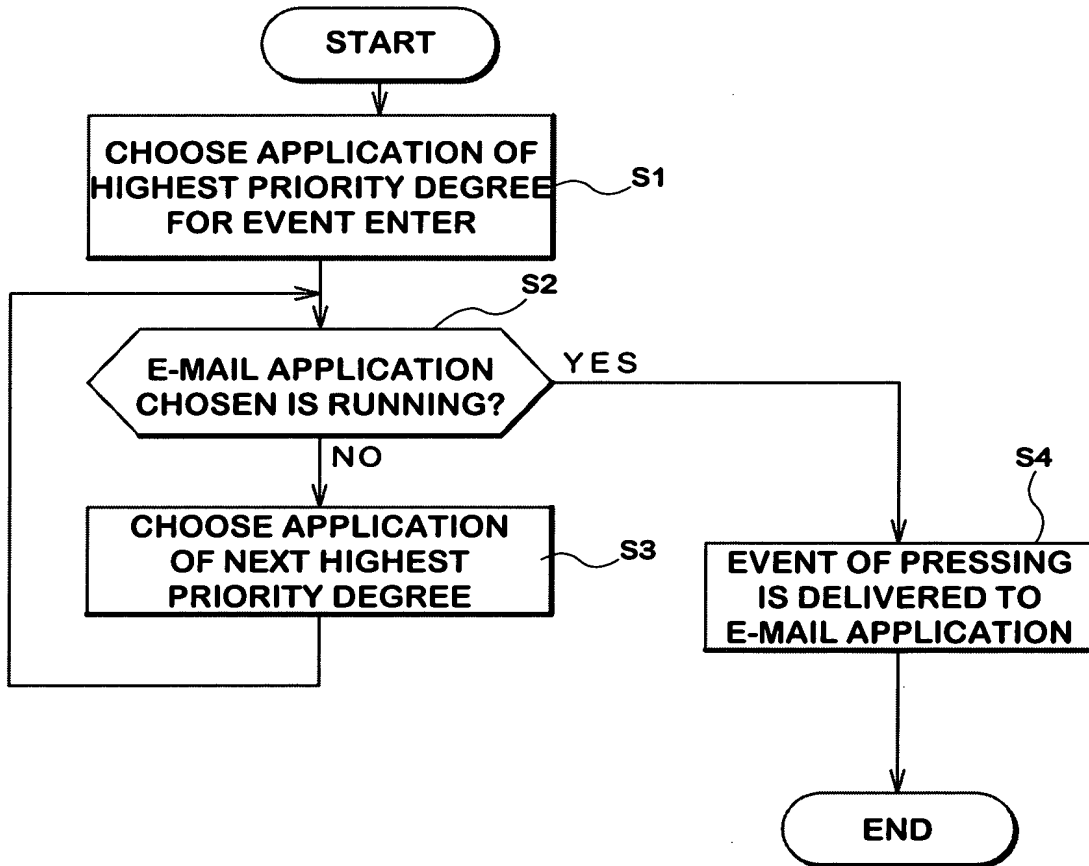 START
CHOOSE APPLICATION OF
HIGHEST PRIORITY DEGREE
FOR EVENT ENTER
S1
S2
E-MAIL APPLICATION
CHOSEN IS RUNNING?
YES
NO
S4
CHOOSE APPLICATION
OF NEXT HIGHEST
PRIORITY DEGREE
S3
EVENT OF PRESSING
IS DELIVERED TO
E-MAIL APPLICATION
END